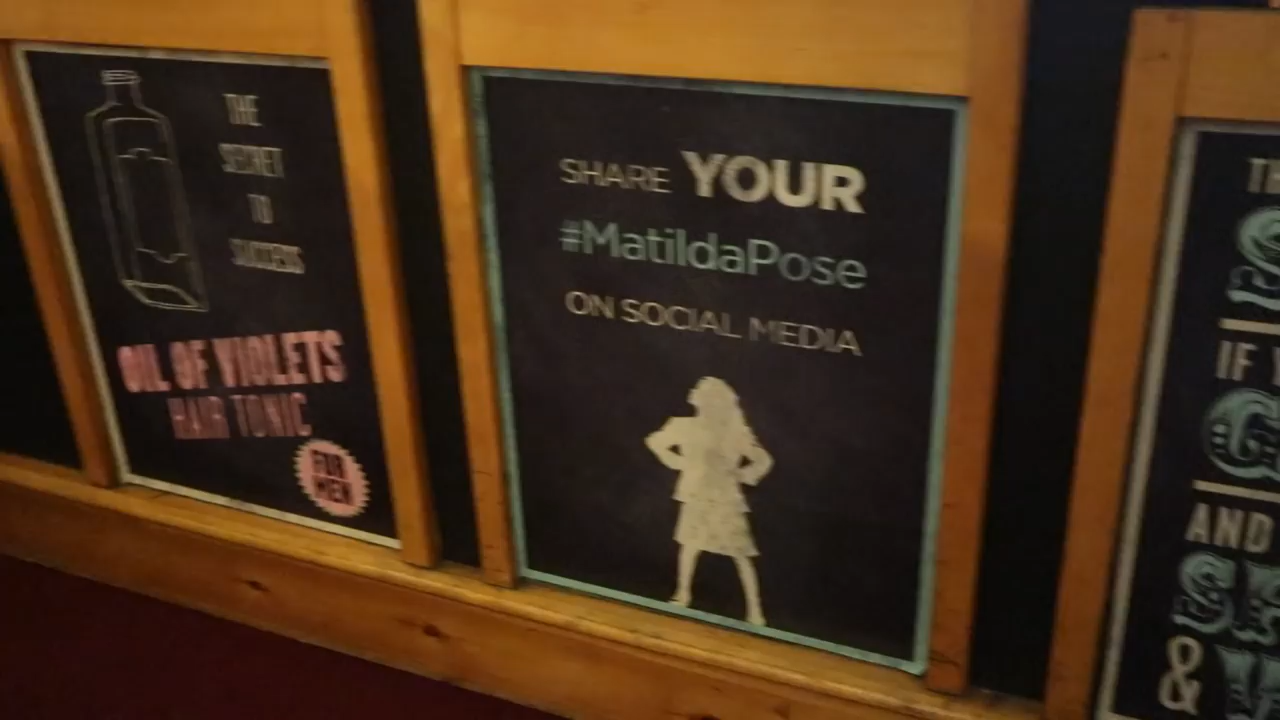 THE
SECRET
TO
SUCCESS
OIL OF VIOLETS
HAIR TONIC
FOR
MEN
SHARE YOUR
#MatildaPose
ON SOCIAL MEDIA
IF
AND
&